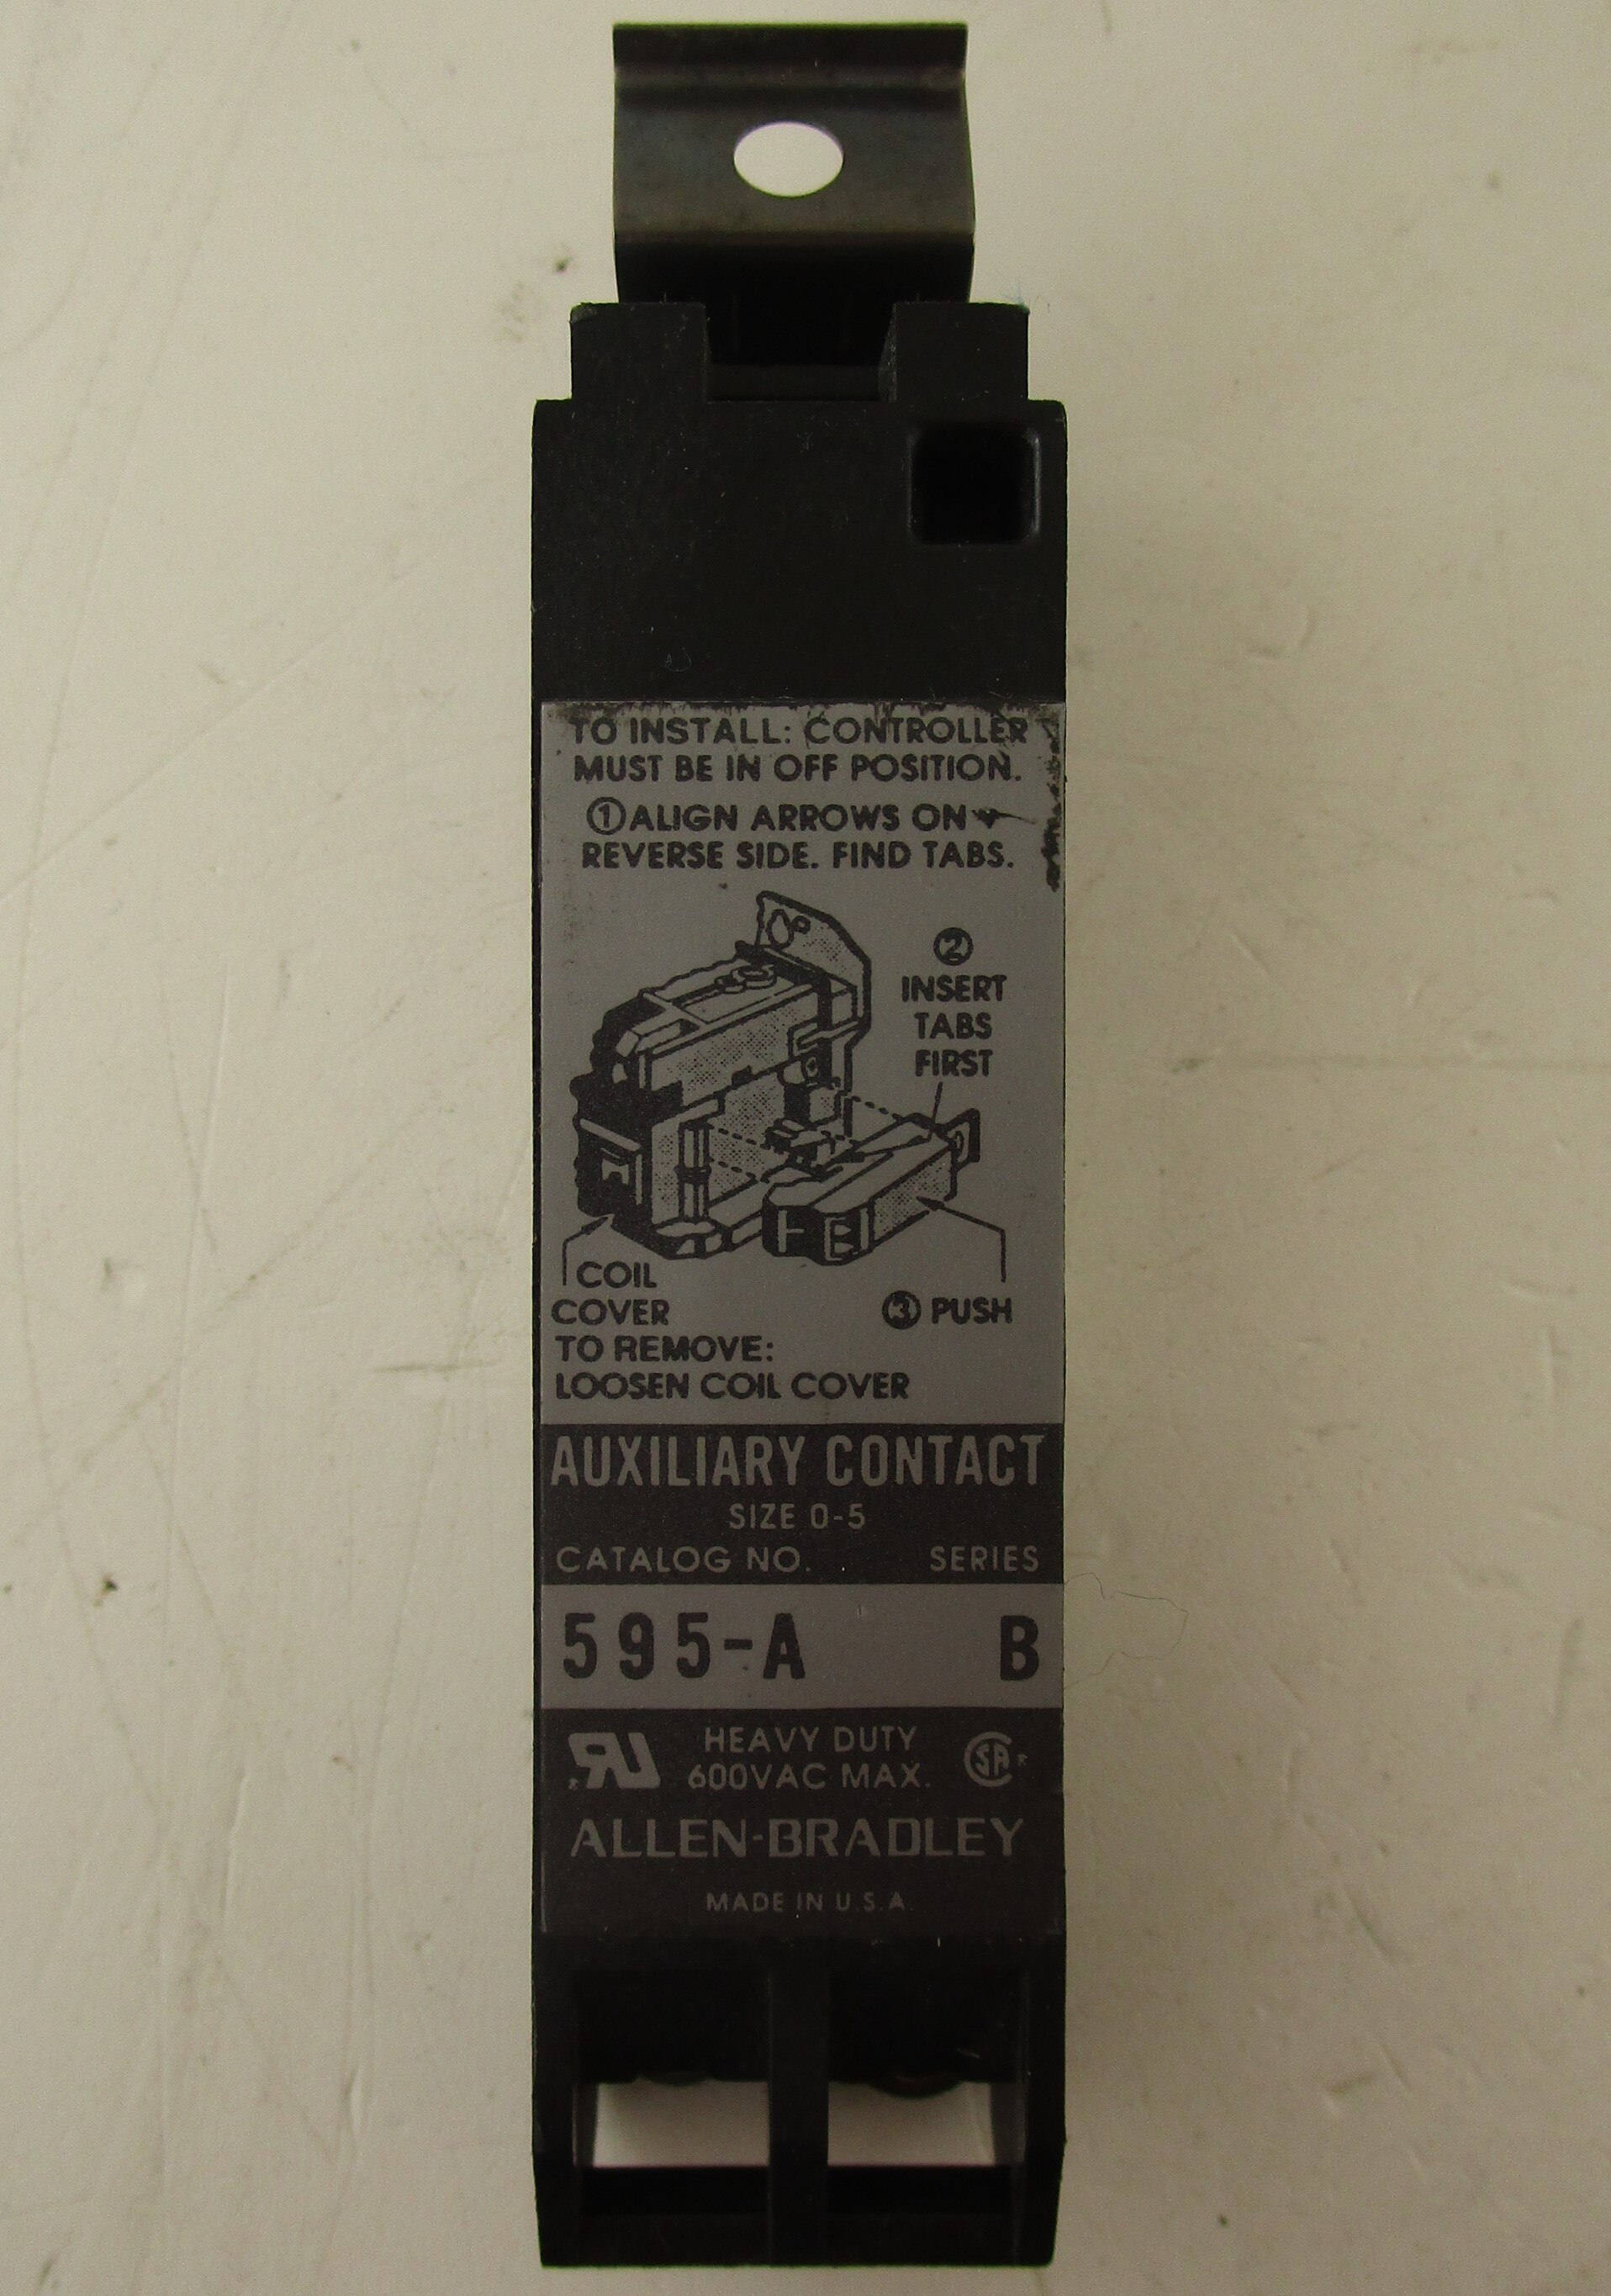 TO INSTALL: CONTROLLER
MUST BE IN OFF POSITION.
①ALIGN ARROWS ON
REVERSE SIDE. FIND TABS.
②
INSERT
TABS
FIRST
COIL
COVER
③ PUSH
TO REMOVE:
LOOSEN COIL COVER
AUXILIARY CONTACT
SIZE 0-5
CATALOG NO. SERIES
595-A B
HEAVY DUTY
600VAC MAX.
ALLEN-BRADLEY
MADE IN U.S.A.